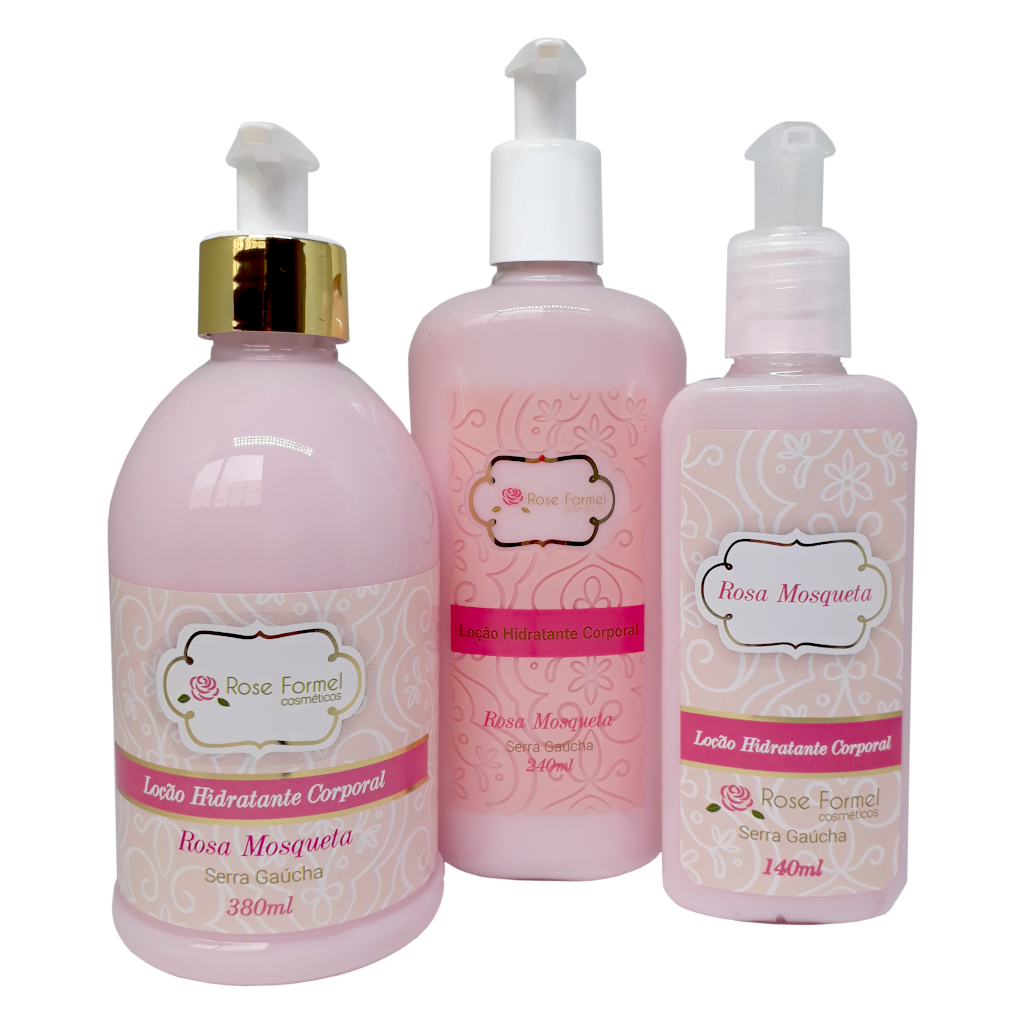 Rose Formel
cosméticos
Loção Hidratante Corporal
Rosa Mosqueta
Serra Gaúcha
380ml
Rose Formel
cosméticos
Loção Hidratante Corporal
Rosa Mosqueta
Serra Gaúcha
240ml
Rosa Mosqueta
Loção Hidratante Corporal
Rose Formel
cosméticos
Serra Gaúcha
140ml